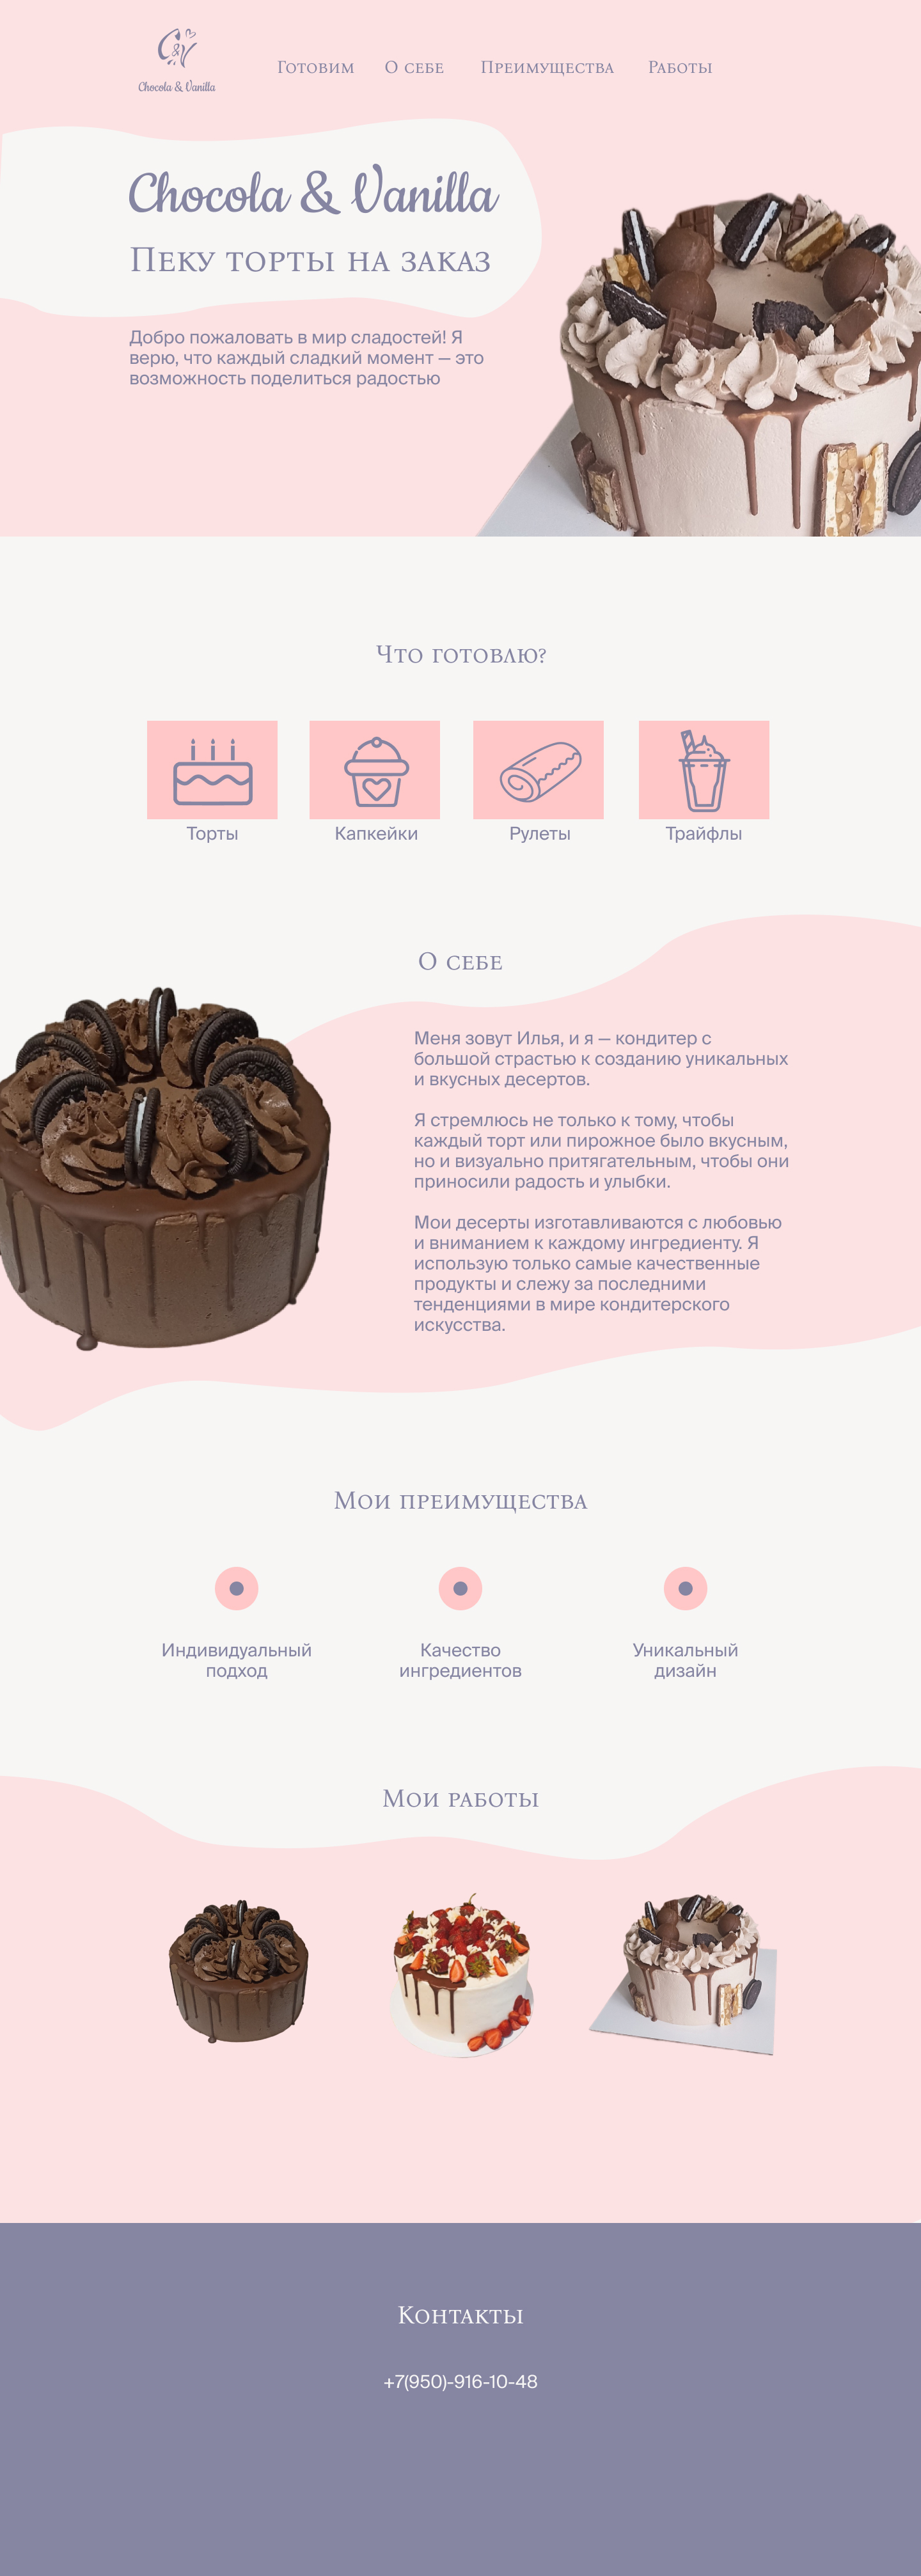 C&V
Chocola & Vanilla
Готовим О себе Преимущества Работы
Chocola & Vanilla
Пеку торты на заказ
Добро пожаловать в мир сладостей! Я
верю, что каждый сладкий момент — это
возможность поделиться радостью
Что готовлю?
Торты Капкейки Рулеты Трайфлы
О себе
Меня зовут Илья, и я — кондитер с
большой страстью к созданию уникальных
и вкусных десертов.
Я стремлюсь не только к тому, чтобы
каждый торт или пирожное было вкусным,
но и визуально притягательным, чтобы они
приносили радость и улыбки.
Мои десерты изготавливаются с любовью
и вниманием к каждому ингредиенту. Я
использую только самые качественные
продукты и слежу за последними
тенденциями в мире кондитерского
искусства.
Мои преимущества
Индивидуальный
подход
Качество
ингредиентов
Уникальный
дизайн
Мои работы
Контакты
+7(950)-916-10-48